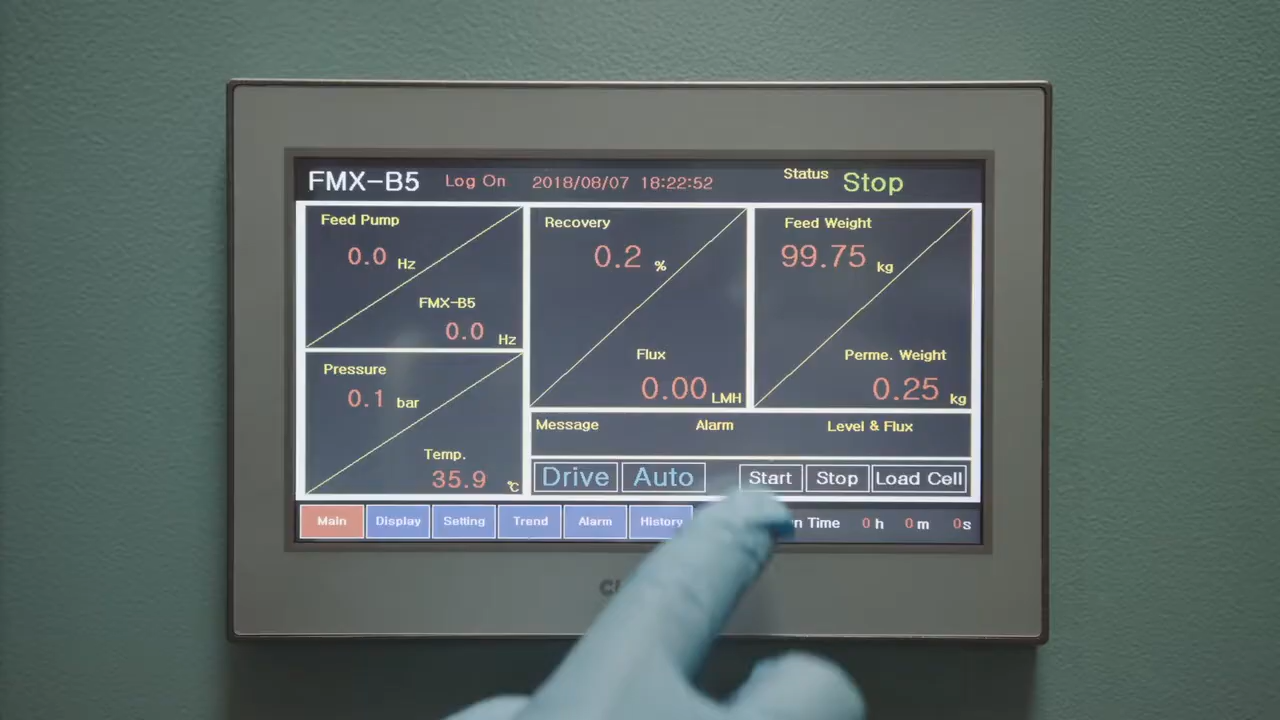 FMX-B5 Log On 2018/08/07 18:22:52 Status Stop
Feed Pump
0.0 Hz
FMX-B5
0.0 Hz
Pressure
0.1 bar
Temp.
35.9 ℃
Recovery
0.2 %
Flux
0.00 LMH
Feed Weight
99.75 kg
Perme. Weight
0.25 kg
Message Alarm Level & Flux
Drive Auto Start Stop Load Cell
Main Display Setting Trend Alarm History Time 0 h 0 m 0 s